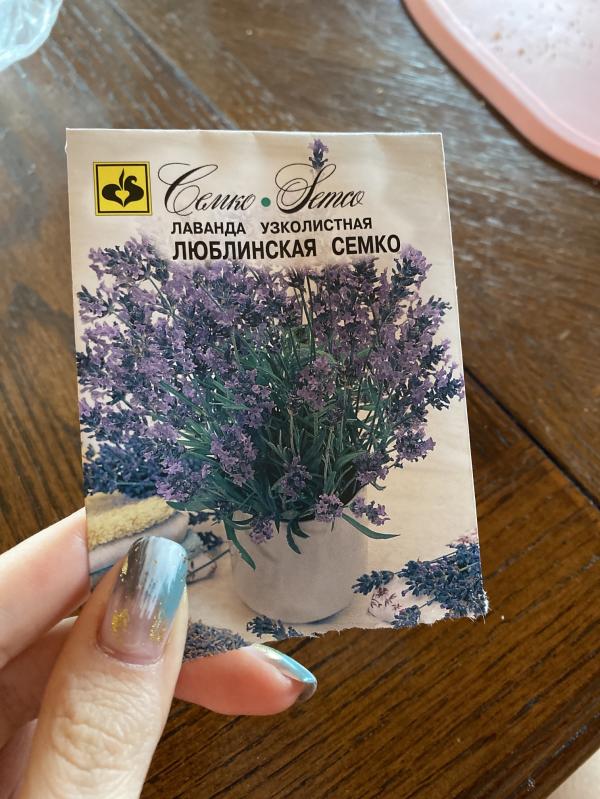 Семко • Semco
ЛАВАНДА УЗКОЛИСТНАЯ
ЛЮБЛИНСКАЯ СЕМКО